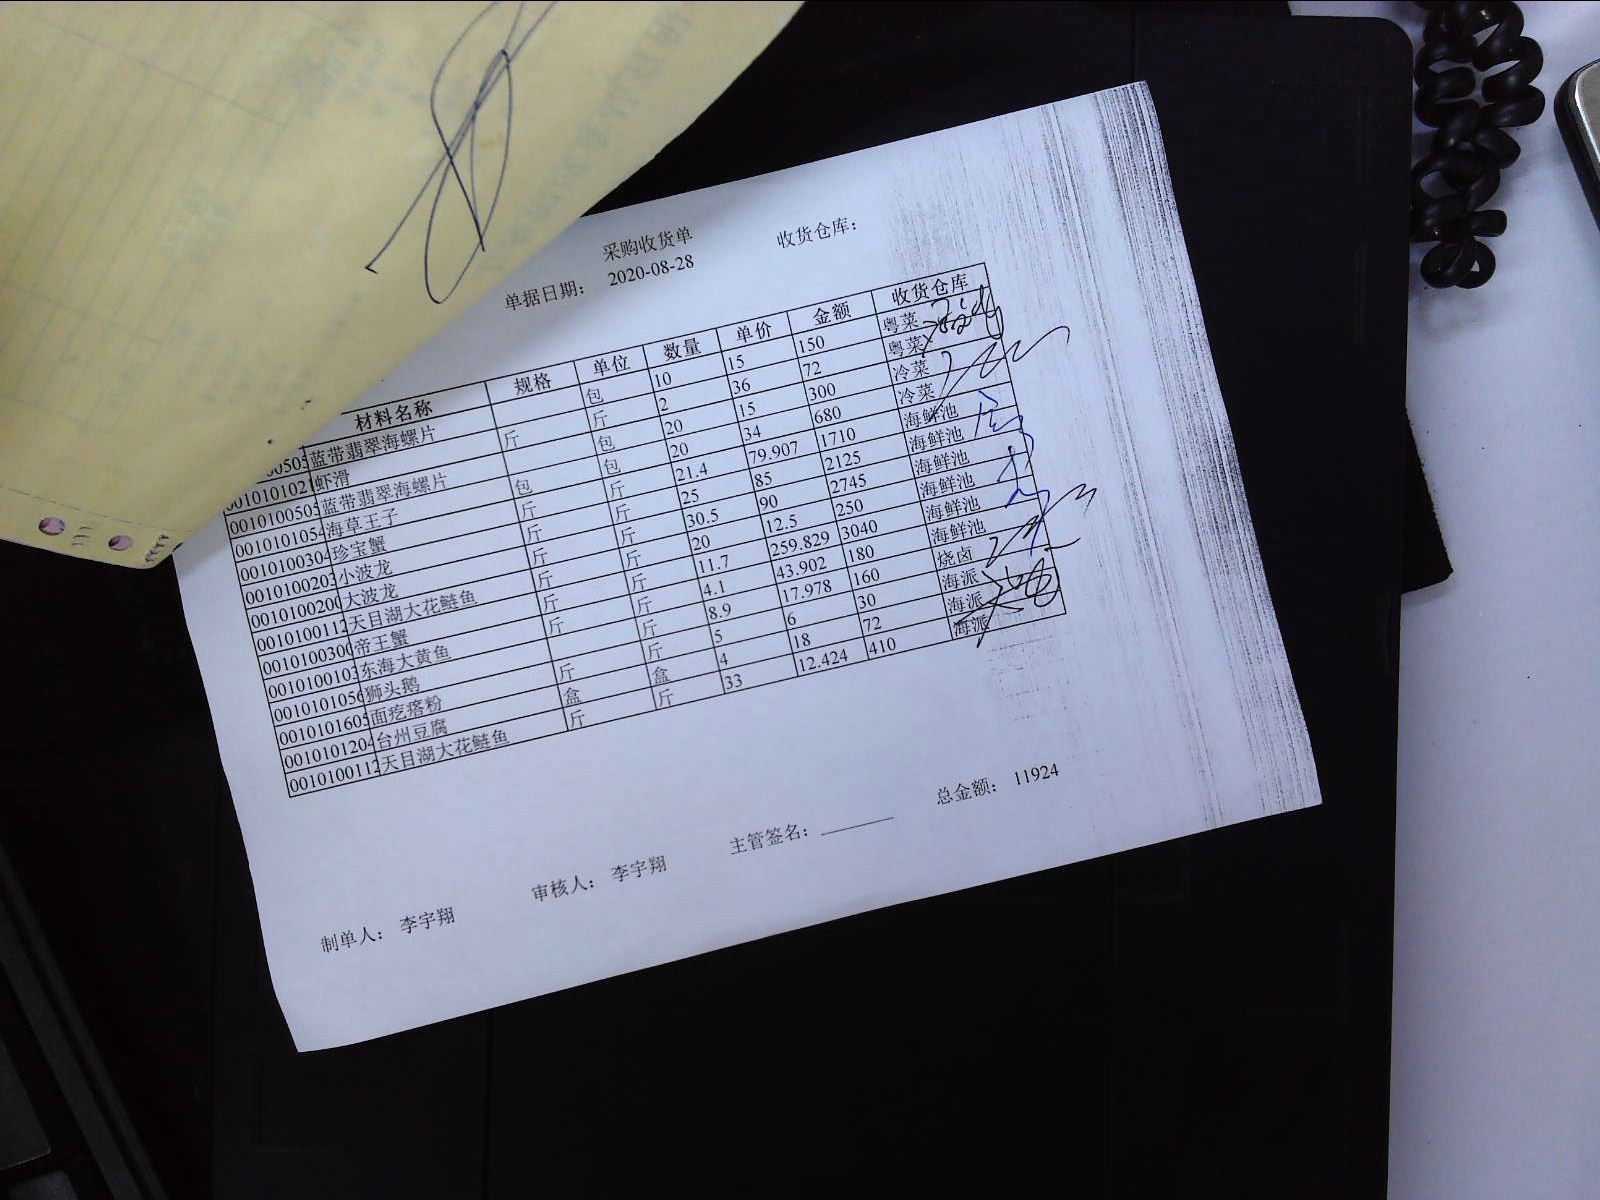 采购收货单
收货仓库：
单据日期： 2020-08-28
材料名称 规格 单位 数量 单价 金额 收货仓库
00505 蓝带翡翠海螺片 包 10 15 150 粤菜
0010101021 虾滑 斤 斤 2 36 72 粤菜
0010100505 蓝带翡翠海螺片 包 20 15 300 冷菜
0010101054 海草王子 包 包 20 34 680 冷菜
0010100304 珍宝蟹 斤 斤 21.4 79.907 1710 海鲜池
0010100203 小波龙 斤 斤 25 85 2125 海鲜池
0010100200 大波龙 斤 斤 30.5 90 2745 海鲜池
0010100112 天目湖大花鲢鱼 斤 斤 20 12.5 250 海鲜池
0010100300 帝王蟹 斤 斤 11.7 259.829 3040 海鲜池
0010100103 东海大黄鱼 斤 斤 4.1 43.902 180 海鲜池
0010101056 狮头鹅 斤 8.9 17.978 160 烧卤
0010101605 面疙瘩粉 斤 斤 5 6 30 海派
0010101204 台州豆腐 盒 盒 4 18 72 海派
0010100112 天目湖大花鲢鱼 斤 斤 33 12.424 410 海派
总金额： 11924
制单人： 李宇翔 审核人： 李宇翔 主管签名：